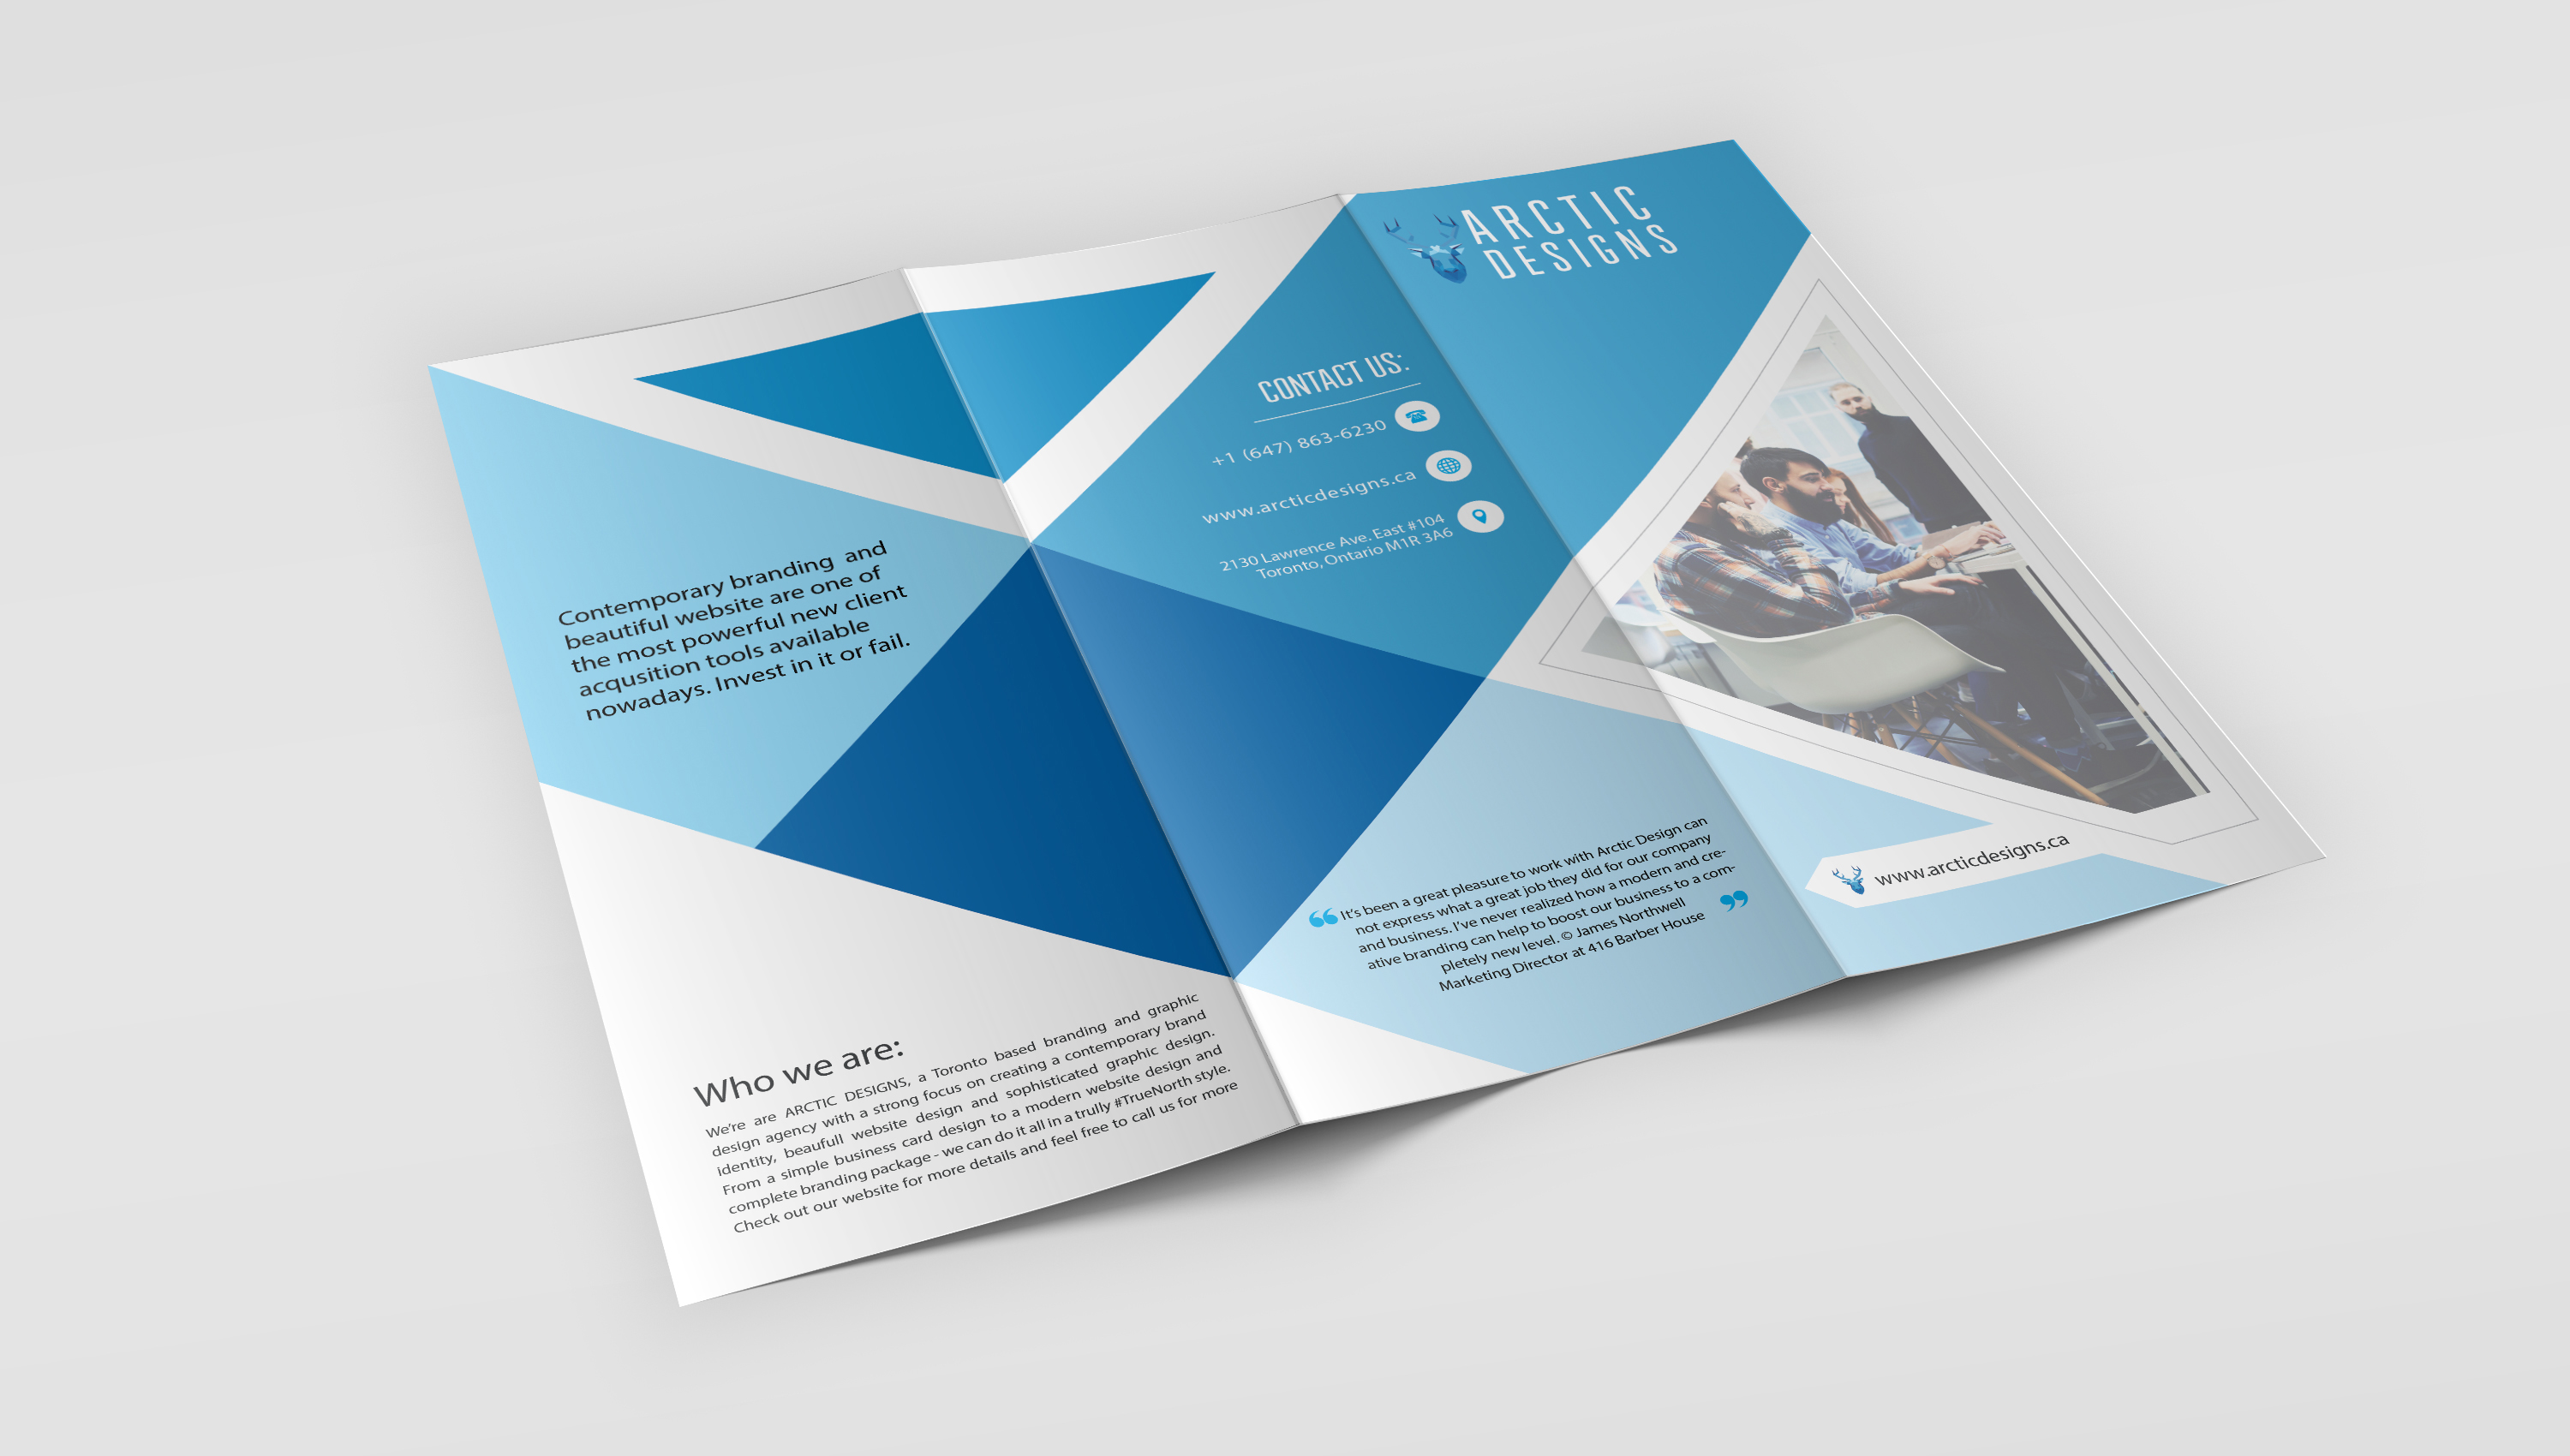 Contemporary branding and
beautiful website are one of
the most powerful new client
acqusition tools available
nowadays. Invest in it or fail.
Who we are:
We're are ARCTIC DESIGNS, a Toronto based branding and graphic
design agency with a strong focus on creating a contemporary brand
identity, beaufull website design and sophisticated graphic design.
From a simple business card design to a modern website design and
complete branding package - we can do it all in a trully #TrueNorth style.
Check out our website for more details and feel free to call us for more
CONTACT US:
+1 (647) 863-6230
www.arcticdesigns.ca
2130 Lawrence Ave. East #104
Toronto, Ontario M1R 3A6
“ It's been a great pleasure to work with Arctic Design can
not express what a great job they did for our company
and business. I've never realized how a modern and cre-
ative branding can help to boost our business to a com-
pletely new level. © James Northwell
Marketing Director at 416 Barber House ”
ARCTIC
DESIGNS
www.arcticdesigns.ca